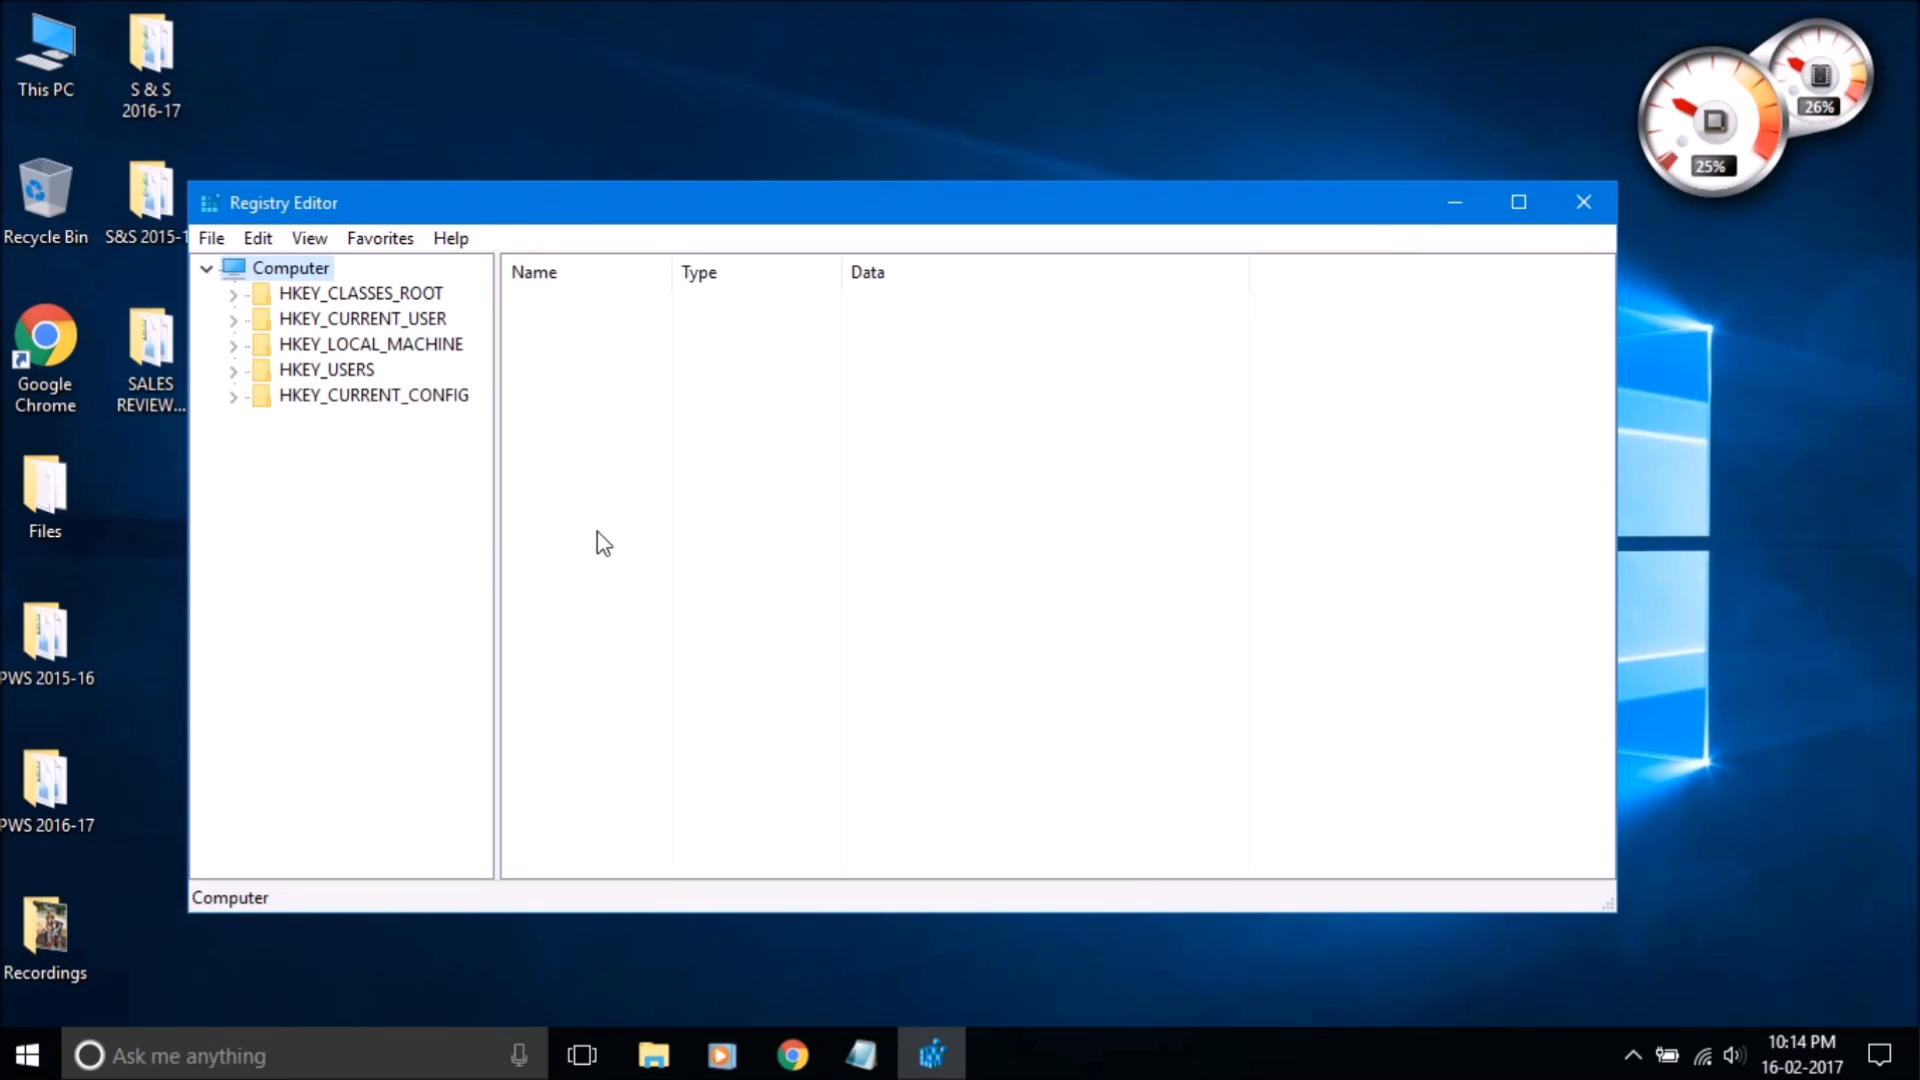 This PC
S & S
2016-17
Recycle Bin
S&S 2015-1
Google
Chrome
SALES
REVIEW...
Files
PWS 2015-16
PWS 2016-17
Recordings
26%
25%
Registry Editor
File Edit View Favorites Help
Computer
HKEY_CLASSES_ROOT
HKEY_CURRENT_USER
HKEY_LOCAL_MACHINE
HKEY_USERS
HKEY_CURRENT_CONFIG
Name Type Data
Computer
Ask me anything
10:14 PM
16-02-2017